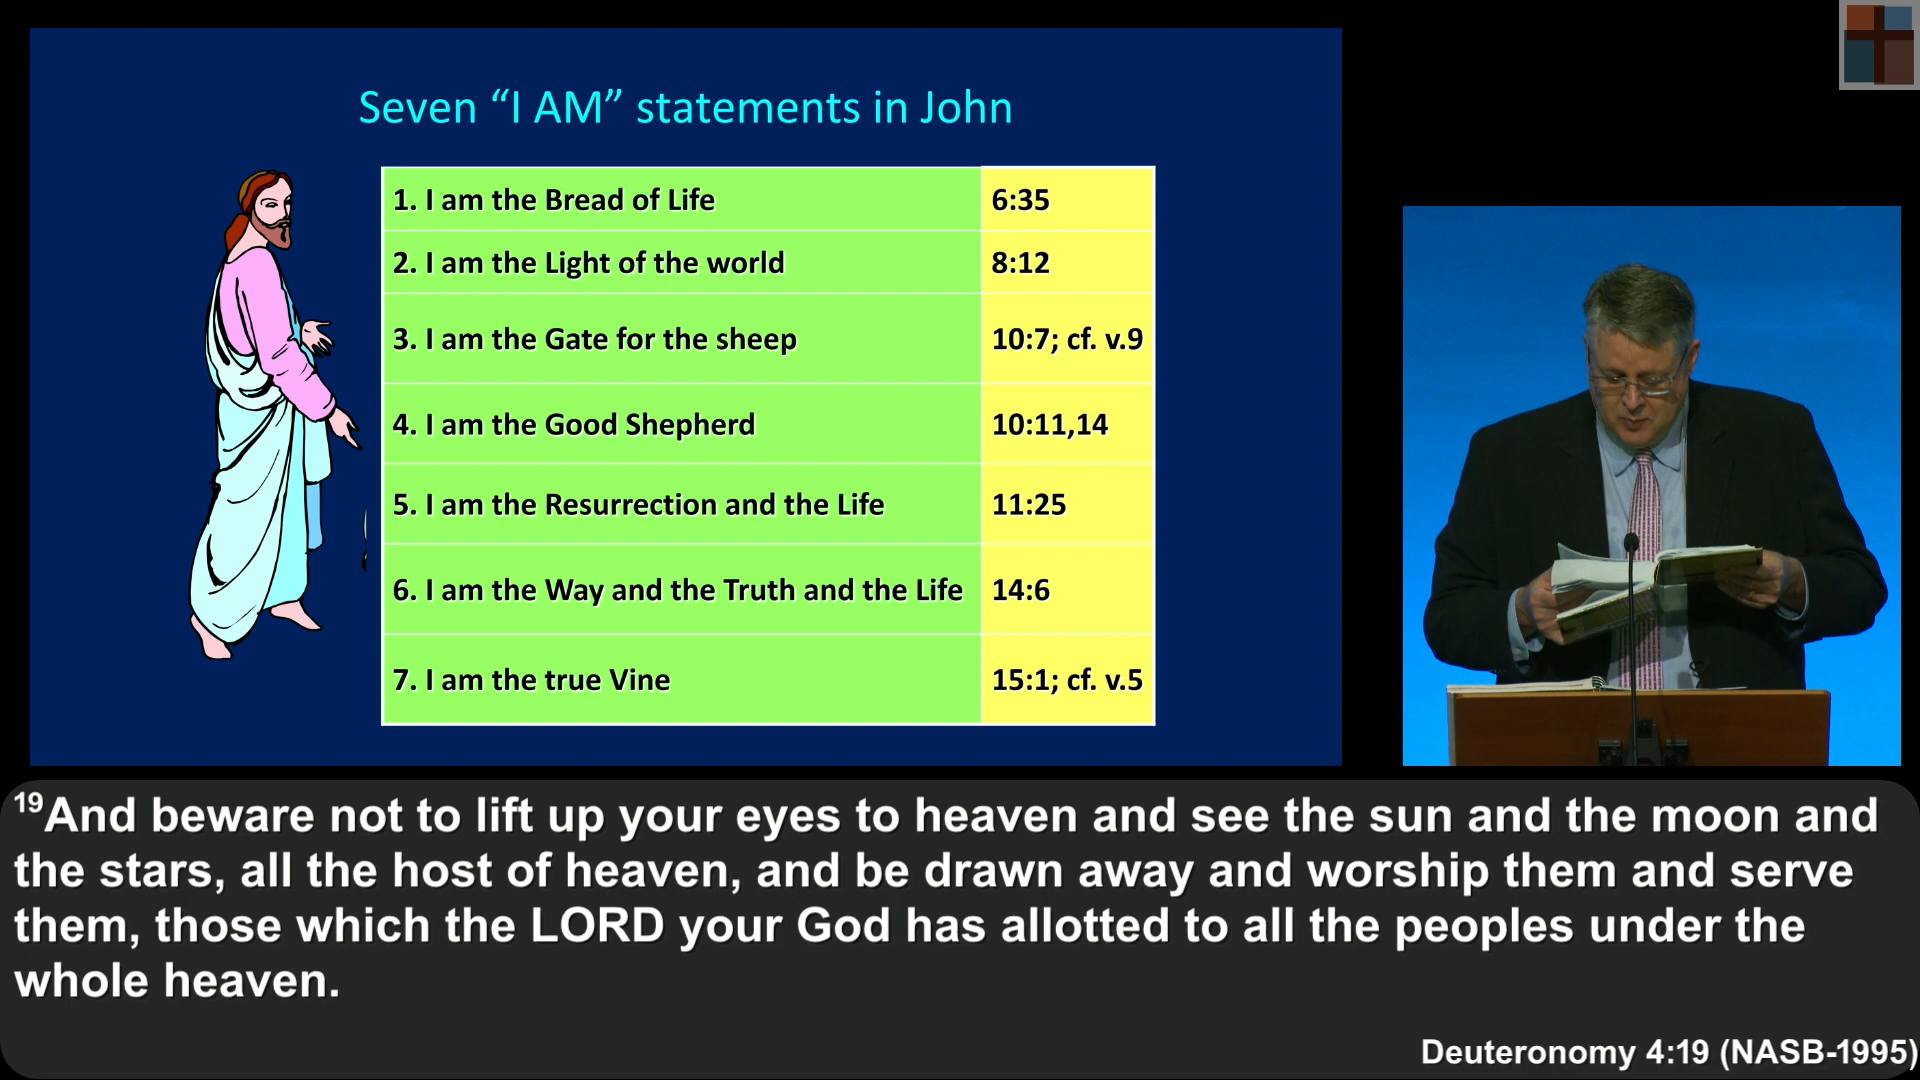 Seven “I AM” statements in John
1. I am the Bread of Life 6:35
2. I am the Light of the world 8:12
3. I am the Gate for the sheep 10:7; cf. v.9
4. I am the Good Shepherd 10:11,14
5. I am the Resurrection and the Life 11:25
6. I am the Way and the Truth and the Life 14:6
7. I am the true Vine 15:1; cf. v.5
19And beware not to lift up your eyes to heaven and see the sun and the moon and
the stars, all the host of heaven, and be drawn away and worship them and serve
them, those which the LORD your God has allotted to all the peoples under the
whole heaven.
Deuteronomy 4:19 (NASB-1995)